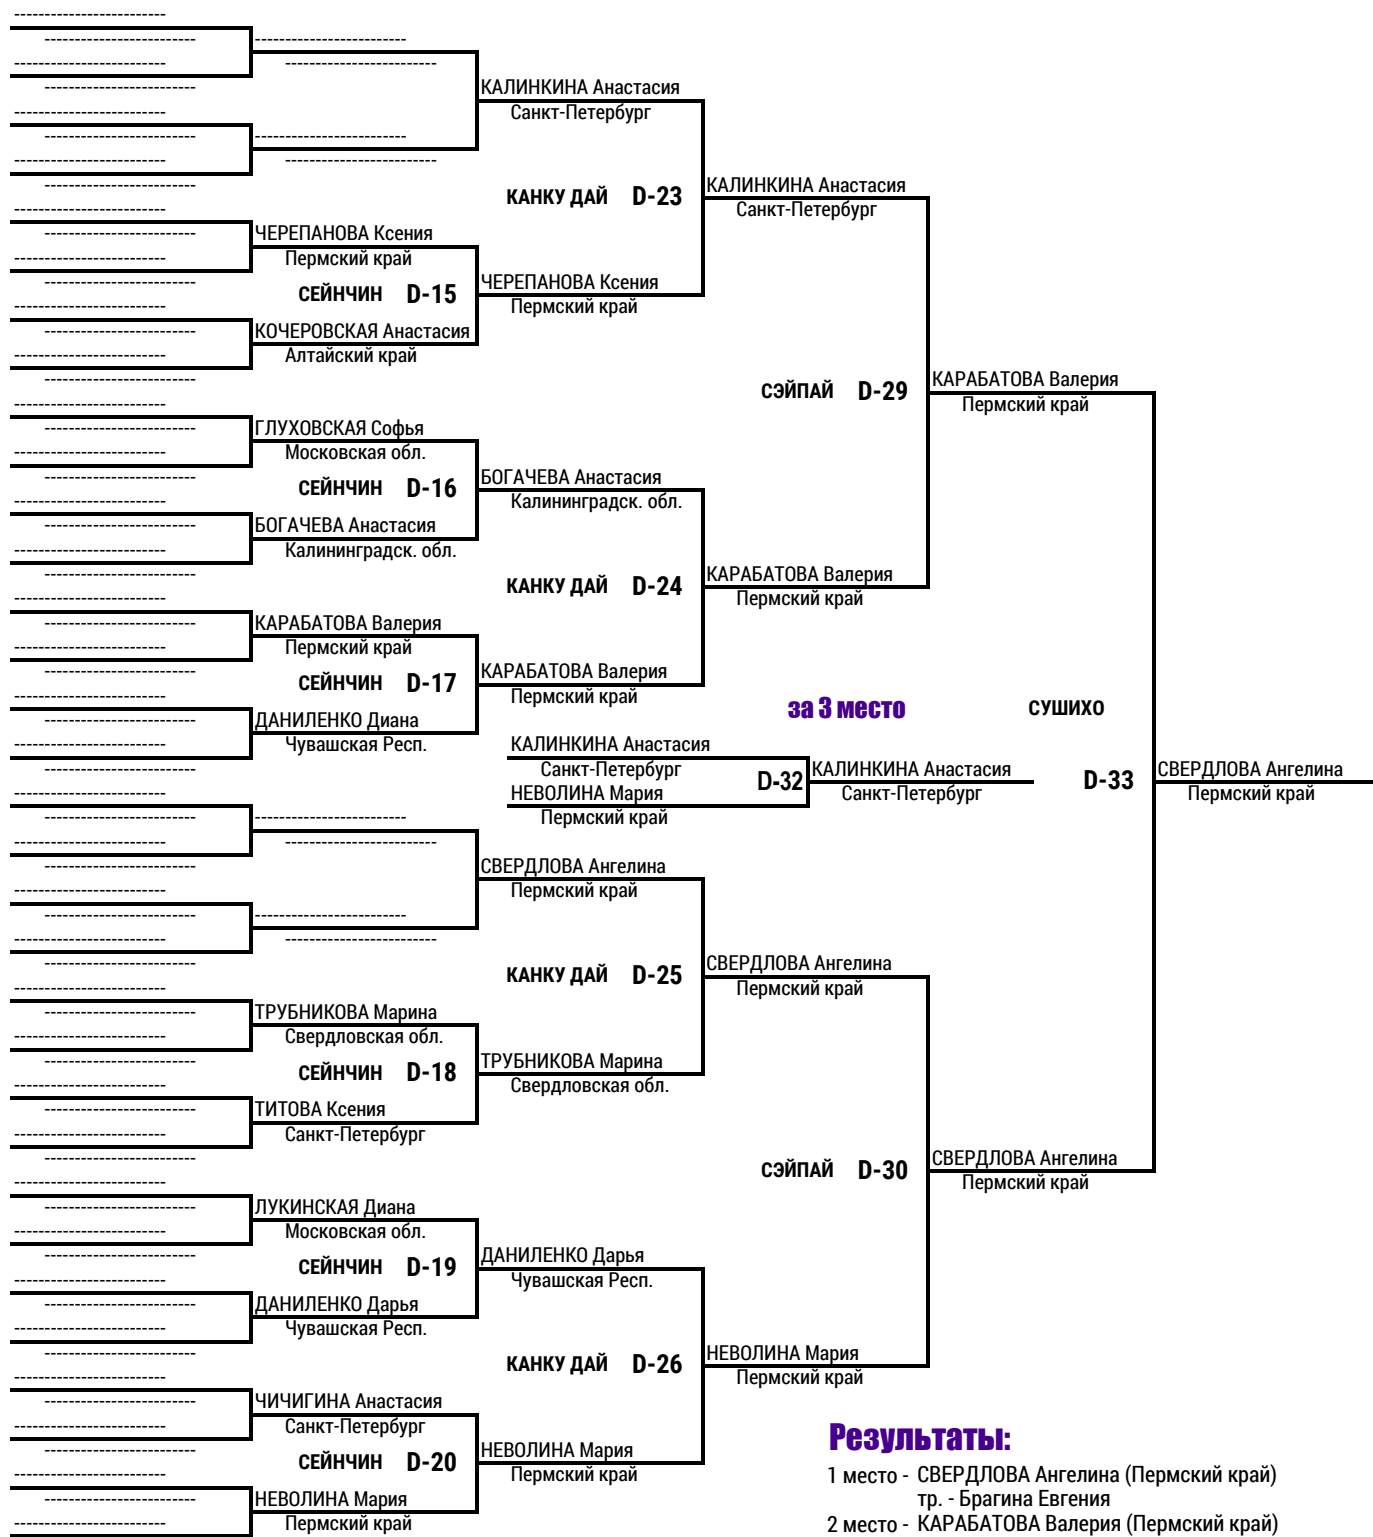 КАЛИНКИНА Анастасия
Санкт-Петербург
КАНКУ ДАЙ D-23
КАЛИНКИНА Анастасия
Санкт-Петербург
ЧЕРЕПАНОВА Ксения
Пермский край
СЕЙНЧИН D-15
ЧЕРЕПАНОВА Ксения
Пермский край
КОЧЕРОВСКАЯ Анастасия
Алтайский край
СЭЙПАЙ D-29
КАРАБАТОВА Валерия
Пермский край
ГЛУХОВСКАЯ Софья
Московская обл.
СЕЙНЧИН D-16
БОГАЧЕВА Анастасия
Калининградск. обл.
БОГАЧЕВА Анастасия
Калининградск. обл.
КАНКУ ДАЙ D-24
КАРАБАТОВА Валерия
Пермский край
КАРАБАТОВА Валерия
Пермский край
СЕЙНЧИН D-17
КАРАБАТОВА Валерия
Пермский край
ДАНИЛЕНКО Диана
Чувашская Респ.
за 3 место
СУШИХО
КАЛИНКИНА Анастасия
Санкт-Петербург
D-32
КАЛИНКИНА Анастасия
Санкт-Петербург
НЕВОЛИНА Мария
Пермский край
D-33
СВЕРДЛОВА Ангелина
Пермский край
СВЕРДЛОВА Ангелина
Пермский край
КАНКУ ДАЙ D-25
СВЕРДЛОВА Ангелина
Пермский край
ТРУБНИКОВА Марина
Свердловская обл.
СЕЙНЧИН D-18
ТРУБНИКОВА Марина
Свердловская обл.
ТИТОВА Ксения
Санкт-Петербург
СЭЙПАЙ D-30
СВЕРДЛОВА Ангелина
Пермский край
ЛУКИНСКАЯ Диана
Московская обл.
СЕЙНЧИН D-19
ДАНИЛЕНКО Дарья
Чувашская Респ.
ДАНИЛЕНКО Дарья
Чувашская Респ.
КАНКУ ДАЙ D-26
НЕВОЛИНА Мария
Пермский край
ЧИЧИГИНА Анастасия
Санкт-Петербург
СЕЙНЧИН D-20
НЕВОЛИНА Мария
Пермский край
НЕВОЛИНА Мария
Пермский край
Результаты:
1 место - СВЕРДЛОВА Ангелина (Пермский край)
тр. - Брагина Евгения
2 место - КАРАБАТОВА Валерия (Пермский край)